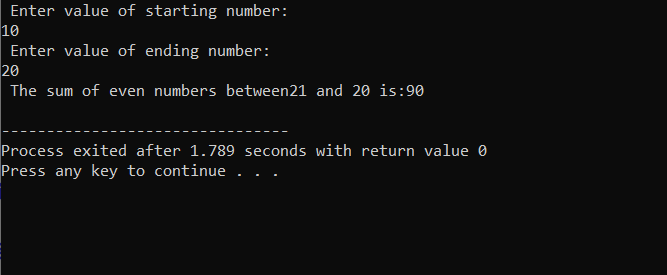 Enter value of starting number:
10
Enter value of ending number:
20
The sum of even numbers between21 and 20 is:90
--------------------------------
Process exited after 1.789 seconds with return value 0
Press any key to continue . . .